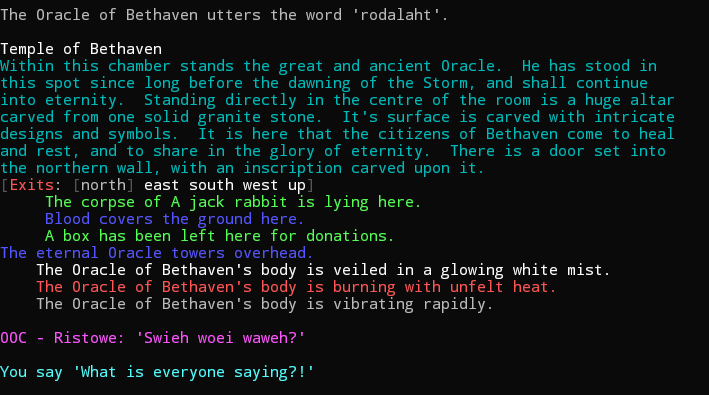 The Oracle of Bethaven utters the word 'rodalaht'.
Temple of Bethaven
Within this chamber stands the great and ancient Oracle.  He has stood in
this spot since long before the dawning of the Storm, and shall continue
into eternity.  Standing directly in the centre of the room is a huge altar
carved from one solid granite stone.  It's surface is carved with intricate
designs and symbols.  It is here that the citizens of Bethaven come to heal
and rest, and to share in the glory of eternity.  There is a door set into
the northern wall, with an inscription carved upon it.
[Exits: [north] east south west up]
The corpse of A jack rabbit is lying here.
Blood covers the ground here.
A box has been left here for donations.
The eternal Oracle towers overhead.
The Oracle of Bethaven's body is veiled in a glowing white mist.
The Oracle of Bethaven's body is burning with unfelt heat.
The Oracle of Bethaven's body is vibrating rapidly.
OOC - Ristowe: 'Swieh woei waweh?'
You say 'What is everyone saying?!'